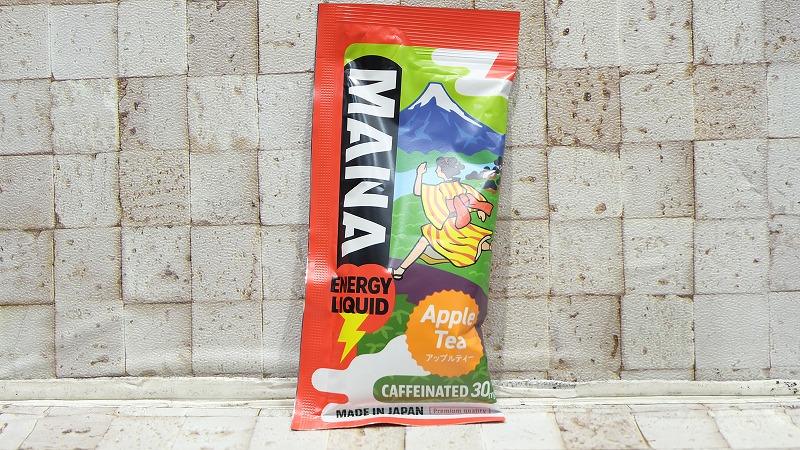 MANA
ENERGY
LIQUID
Apple
Tea
アップルティー
CAFFEINATED 30
MADE IN JAPAN Premium quality